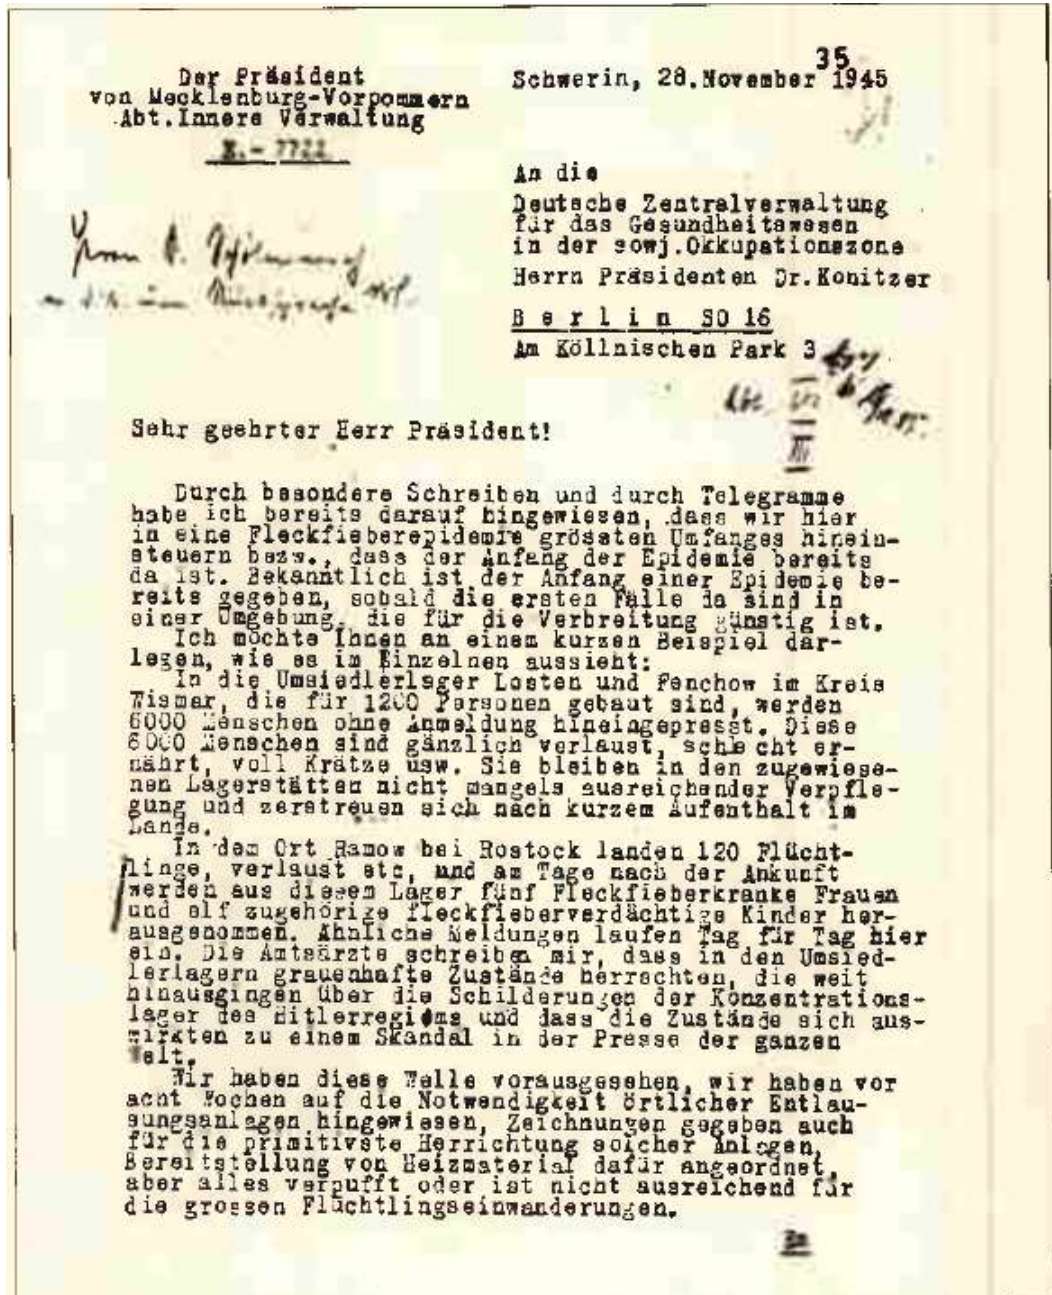 35
Der Präsident
von Mecklenburg-Vorpommern
Abt.Innere Verwaltung
Schwerin, 28.November 1945
An die
Deutsche Zentralverwaltung
für das Gesundheitswesen
in der sowj.Okkupationszone
Herrn Präsidenten Dr.Konitzer
B e r l i n  SO 16
Am Köllnischen Park 3
Sehr geehrter Herr Präsident!
Durch besondere Schreiben und durch Telegramme
habe ich bereits darauf hingewiesen, dass wir hier
in eine Fleckfieberepidemie grössten Umfanges hinein-
steuern bezw., dass der Anfang der Epidemie bereits
da ist. Bekanntlich ist der Anfang einer Epidemie be-
reits gegeben, sobald die ersten Fälle da sind in
einer Umgebung, die für die Verbreitung günstig ist.
Ich möchte Ihnen an einem kurzen Beispiel dar-
legen, wie es im Einzelnen aussieht:
In die Umsiedlerlager Losten und Penchow im Kreis
Wismar, die für 1200 Personen gebaut sind, werden
6000 Menschen ohne Anmeldung hineingepresst. Diese
6000 Menschen sind gänzlich verlaust, schlecht er-
nährt, voll Krätze usw. Sie bleiben in den zugewiese-
nen Lagerstätten nicht mangels ausreichender Verpfle-
gung und zerstreuen sich nach kurzem Aufenthalt im
Lande.
In dem Ort Ramow bei Rostock landen 120 Flücht-
linge, verlaust etc, und am Tage nach der Ankunft
werden aus diesem Lager fünf Fleckfieberkranke Frauen
und elf zugehörige fleckfieberverdächtige Kinder her-
ausgenommen. Ähnliche Meldungen laufen Tag für Tag hier
ein. Die Amtsärzte schreiben mir, dass in den Umsied-
lerlagern grauenhafte Zustände herrschten, die weit
hinausgingen über die Schilderungen der Konzentrations-
lager des Hitlerregiems und dass die Zustände sich aus-
wirkten zu einem Skandal in der Presse der ganzen
Welt.
Wir haben diese Welle vorausgesehen, wir haben vor
acht Wochen auf die Notwendigkeit örtlicher Entlau-
sungsanlagen hingewiesen, Zeichnungen gegeben auch
für die primitivste Herrichtung solcher Anlagen,
Bereitstellung von Heizmaterial dafür angeordnet,
aber alles verpufft oder ist nicht ausreichend für
die grossen Flüchtlingseinwanderungen.